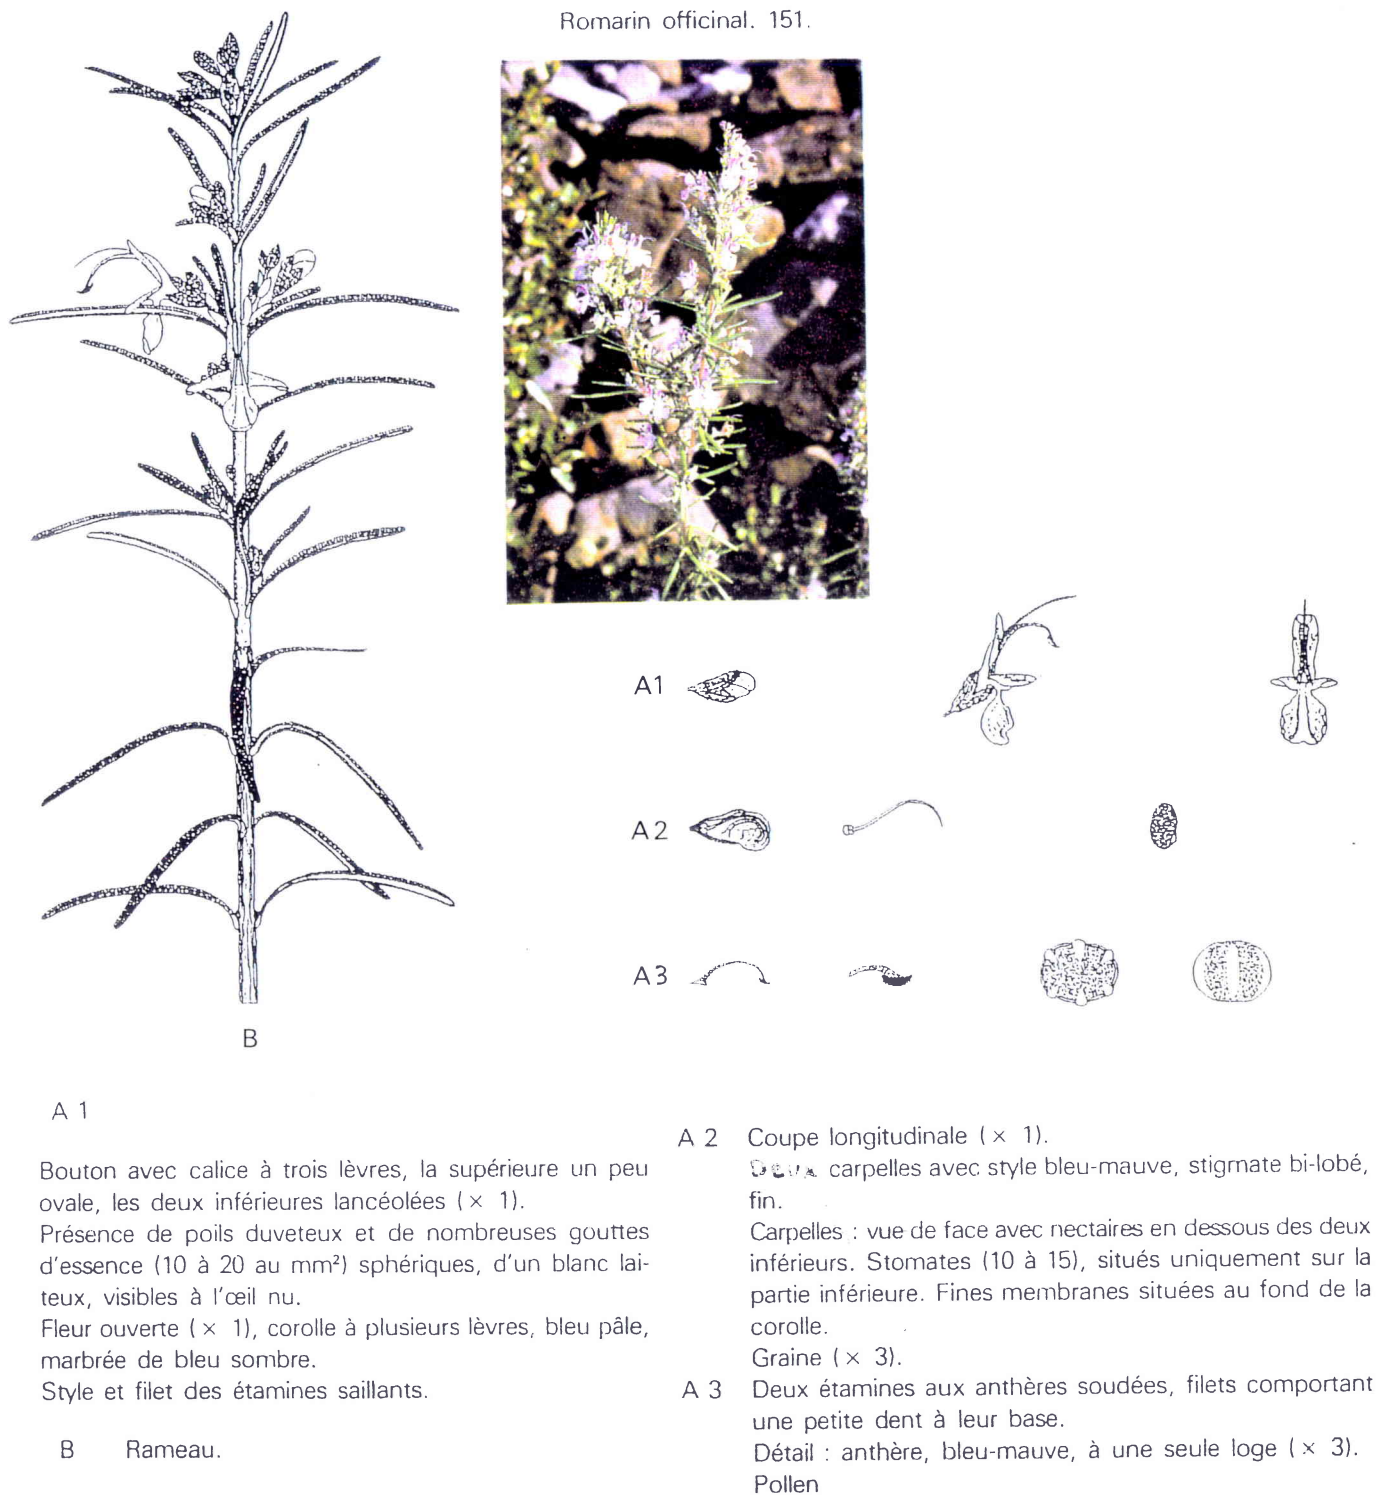 Romarin officinal. 151.
A1
A2
A3
B
A 1
Bouton avec calice à trois lèvres, la supérieure un peu
ovale, les deux inférieures lancéolées (× 1).
Présence de poils duveteux et de nombreuses gouttes
d'essence (10 à 20 au mm²) sphériques, d'un blanc lai-
teux, visibles à l'œil nu.
Fleur ouverte (× 1), corolle à plusieurs lèvres, bleu pâle,
marbrée de bleu sombre.
Style et filet des étamines saillants.
B Rameau.
A 2 Coupe longitudinale (× 1).
Deux carpelles avec style bleu-mauve, stigmate bi-lobé,
fin.
Carpelles : vue de face avec nectaires en dessous des deux
inférieurs. Stomates (10 à 15), situés uniquement sur la
partie inférieure. Fines membranes situées au fond de la
corolle.
Graine (× 3).
A 3 Deux étamines aux anthères soudées, filets comportant
une petite dent à leur base.
Détail : anthère, bleu-mauve, à une seule loge (× 3).
Pollen